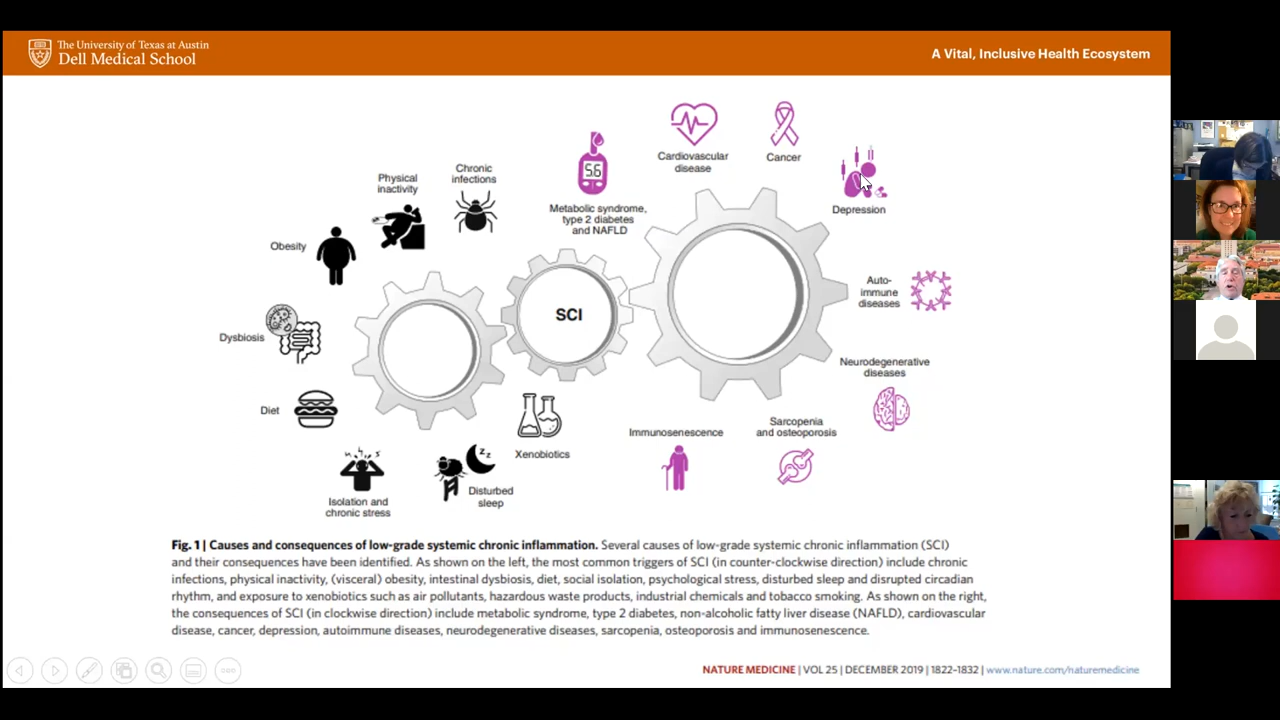 The University of Texas at Austin
Dell Medical School
A Vital, Inclusive Health Ecosystem
Cardiovascular
disease
Cancer
Depression
Chronic
infections
Physical
inactivity
5.6
Metabolic syndrome,
type 2 diabetes
and NAFLD
Obesity
Auto-
immune
diseases
SCI
Dysbiosis
Neurodegenerative
diseases
Diet
Immunosenescence
Sarcopenia
and osteoporosis
Xenobiotics
zz
Disturbed
sleep
Isolation and
chronic stress
Fig. 1 | Causes and consequences of low-grade systemic chronic inflammation. Several causes of low-grade systemic chronic inflammation (SCI)
and their consequences have been identified. As shown on the left, the most common triggers of SCI (in counter-clockwise direction) include chronic
infections, physical inactivity, (visceral) obesity, intestinal dysbiosis, diet, social isolation, psychological stress, disturbed sleep and disrupted circadian
rhythm, and exposure to xenobiotics such as air pollutants, hazardous waste products, industrial chemicals and tobacco smoking. As shown on the right,
the consequences of SCI (in clockwise direction) include metabolic syndrome, type 2 diabetes, non-alcoholic fatty liver disease (NAFLD), cardiovascular
disease, cancer, depression, autoimmune diseases, neurodegenerative diseases, sarcopenia, osteoporosis and immunosenescence.
NATURE MEDICINE | VOL 25 | DECEMBER 2019 | 1822–1832 | www.nature.com/naturemedicine